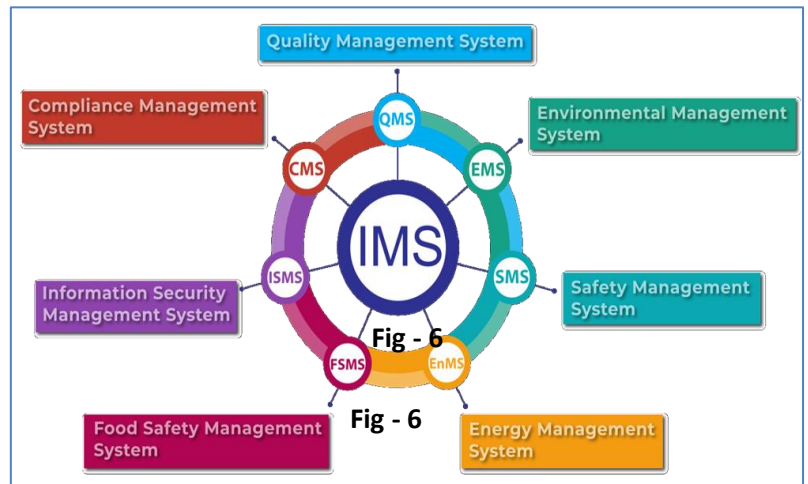 Quality Management System
Compliance Management
System
Environmental Management
System
QMS
CMS
EMS
IMS
ISMS
SMS
Information Security
Management System
Safety Management
System
Fig - 6
FSMS
EnMS
Fig - 6
Food Safety Management
System
Energy Management
System